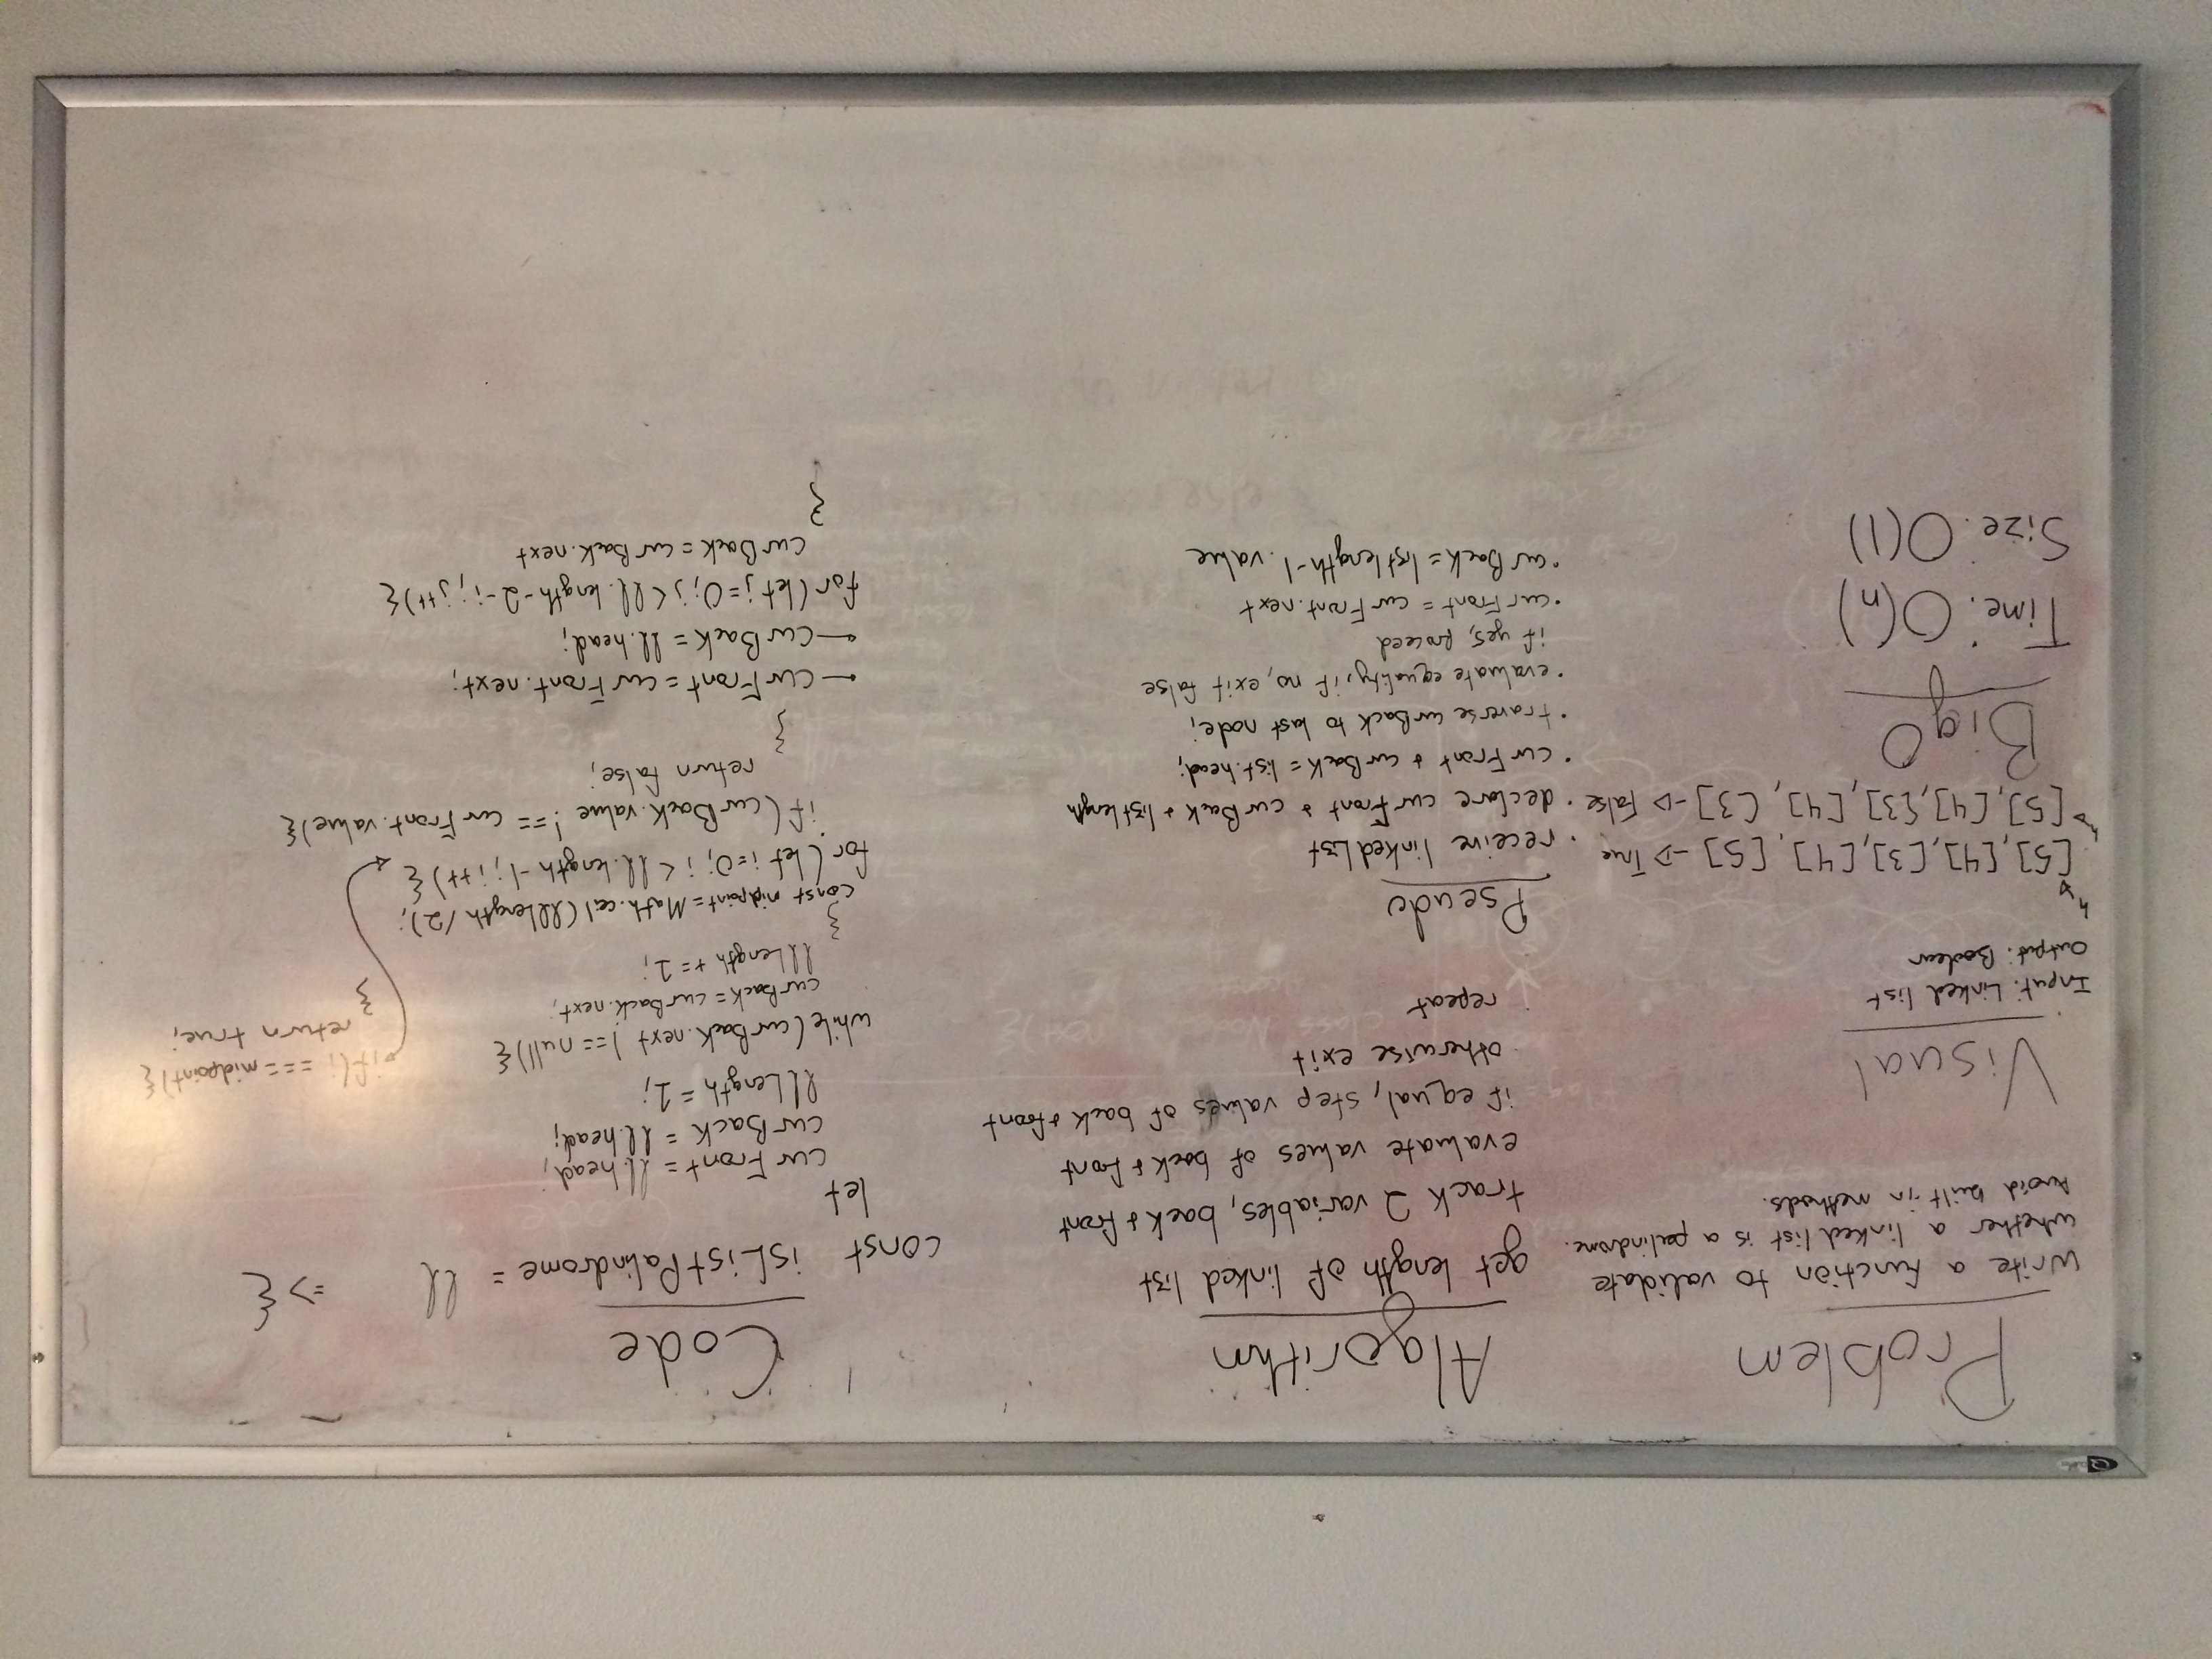 Problem
Write a function to validate
whether a linked list is a palindrome.
Avoid built-in methods.
Visual
Input: Linked list
Output: Boolean
h
[5],[4],[3],[4],[5] -> True
h
[5],[4],[3],[4],[3] -> False
Big O
Time: O(n)
Size: O(1)
Algorithm
get length of linked list
track 2 variables, back & front
evaluate values of back & front
if equal, step values of back & front
otherwise exit
repeat
Pseudo
• receive linked List
• declare curFront & curBack & list length
• curFront & curBack = list.head;
• traverse curBack to last node;
• evaluate equality, if no, exit false
if yes, proceed
• curFront = curFront.next
• curBack = list length-1.value
Code
const isListPalindrome = ll => {
let
curFront = ll.head;
curBack = ll.head;
llLength = 1;
while(curBack.next !== null){
curBack = curBack.next;
llLength += 1;
}
const midpoint = Math.ceil(llLength/2);
for(let i=0; i < ll.length-1; i++){
if(i === midpoint){
return true;
}
if(curBack.value !== curFront.value){
return false;
}
curFront = curFront.next;
curBack = ll.head;
for(let j=0; j<ll.length-2-i; j++){
curBack = curBack.next
}